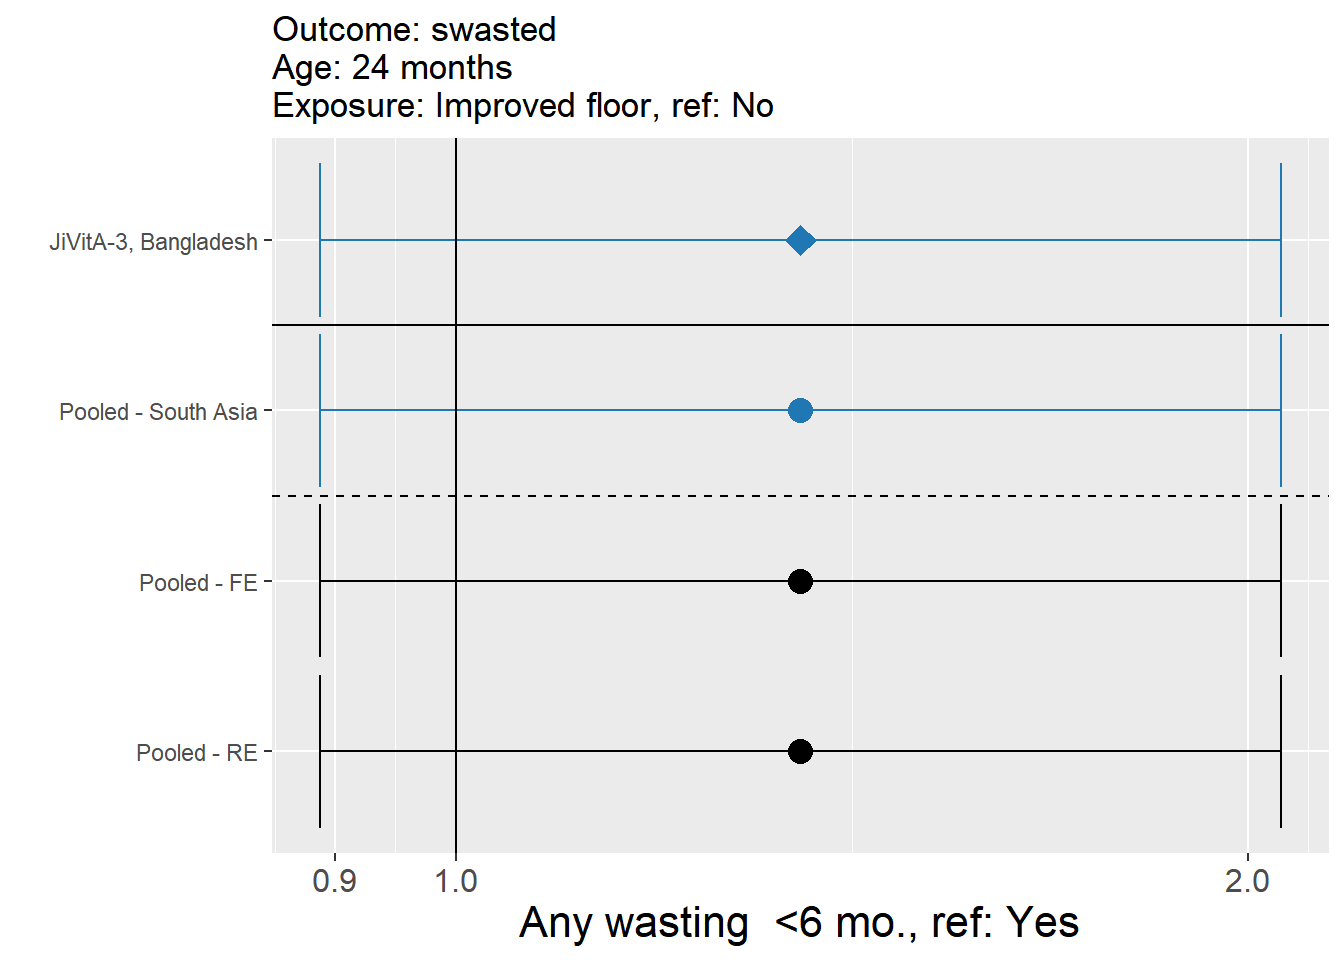 Outcome: swasted
Age: 24 months
Exposure: Improved floor, ref: No
JiVitA-3, Bangladesh
Pooled - South Asia
Pooled - FE
Pooled - RE
0.9 1.0 2.0
Any wasting  <6 mo., ref: Yes